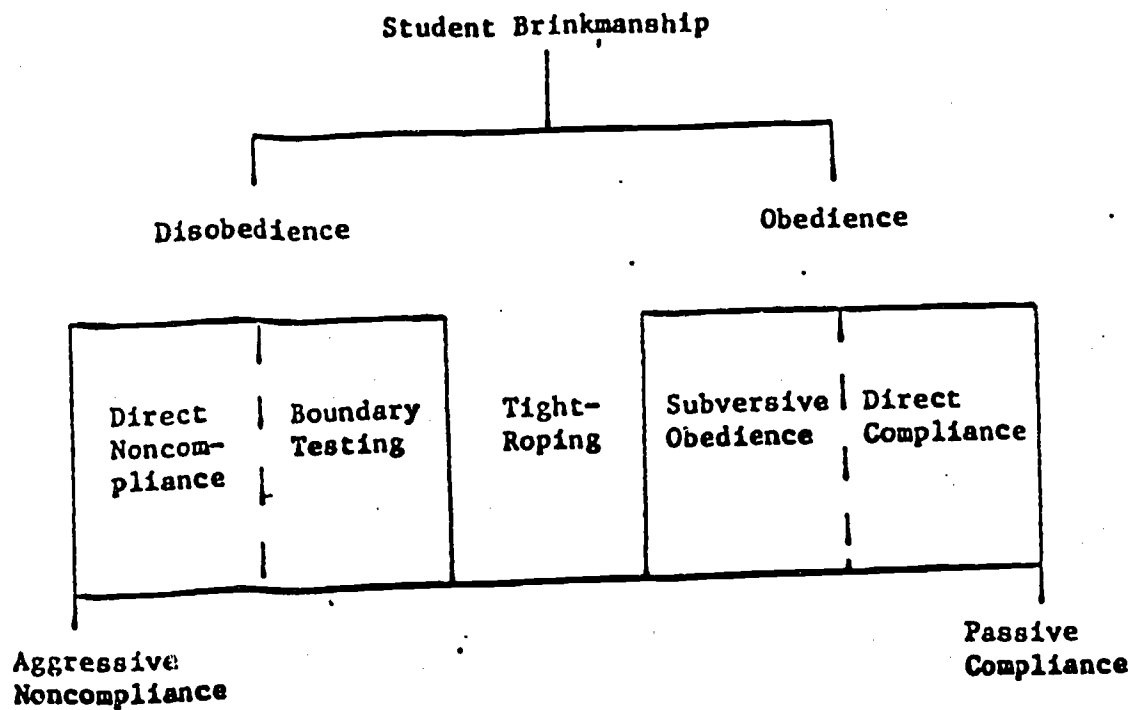 Student Brinkmanship
Disobedience
Obedience
Direct
Noncom-
pliance
Boundary
Testing
Tight-
Roping
Subversive
Obedience
Direct
Compliance
Aggressive
Noncompliance
Passive
Compliance